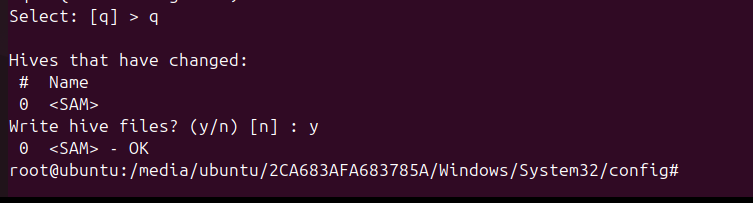 Select: [q] > q
Hives that have changed:
#  Name
0  <SAM>
Write hive files? (y/n) [n] : y
0  <SAM> - OK
root@ubuntu:/media/ubuntu/2CA683AFA683785A/Windows/System32/config#